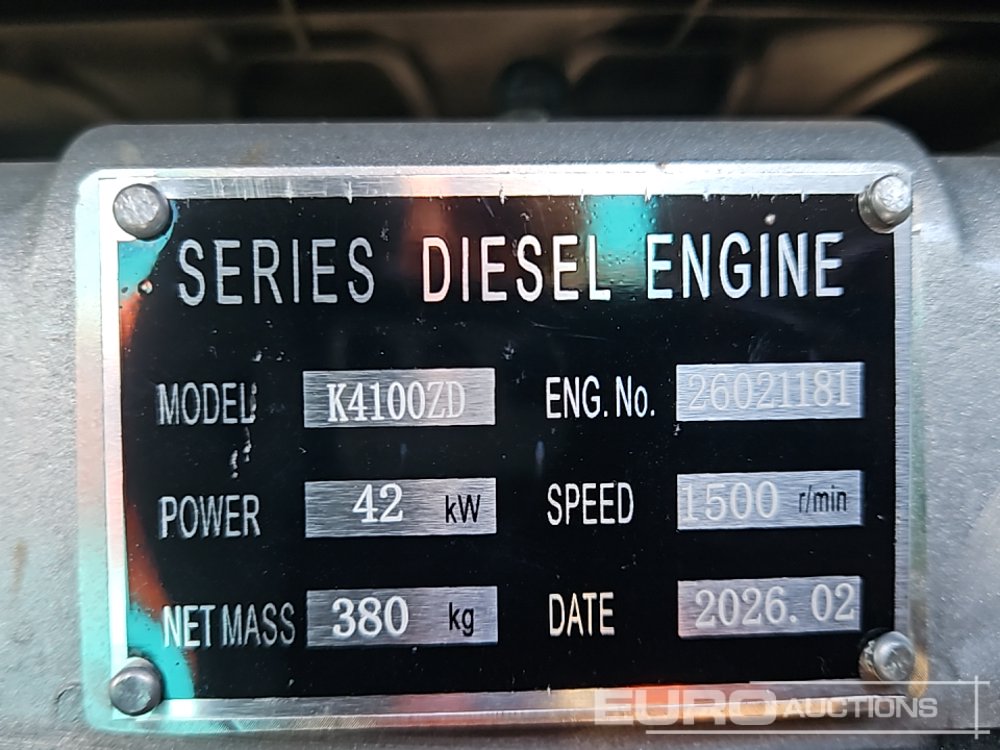 SERIES DIESEL ENGINE
MODEL K4100ZD ENG. No. 26021181
POWER 42 kW SPEED 1500 r/min
NET MASS 380 kg DATE 2026.02
EURO AUCTIONS